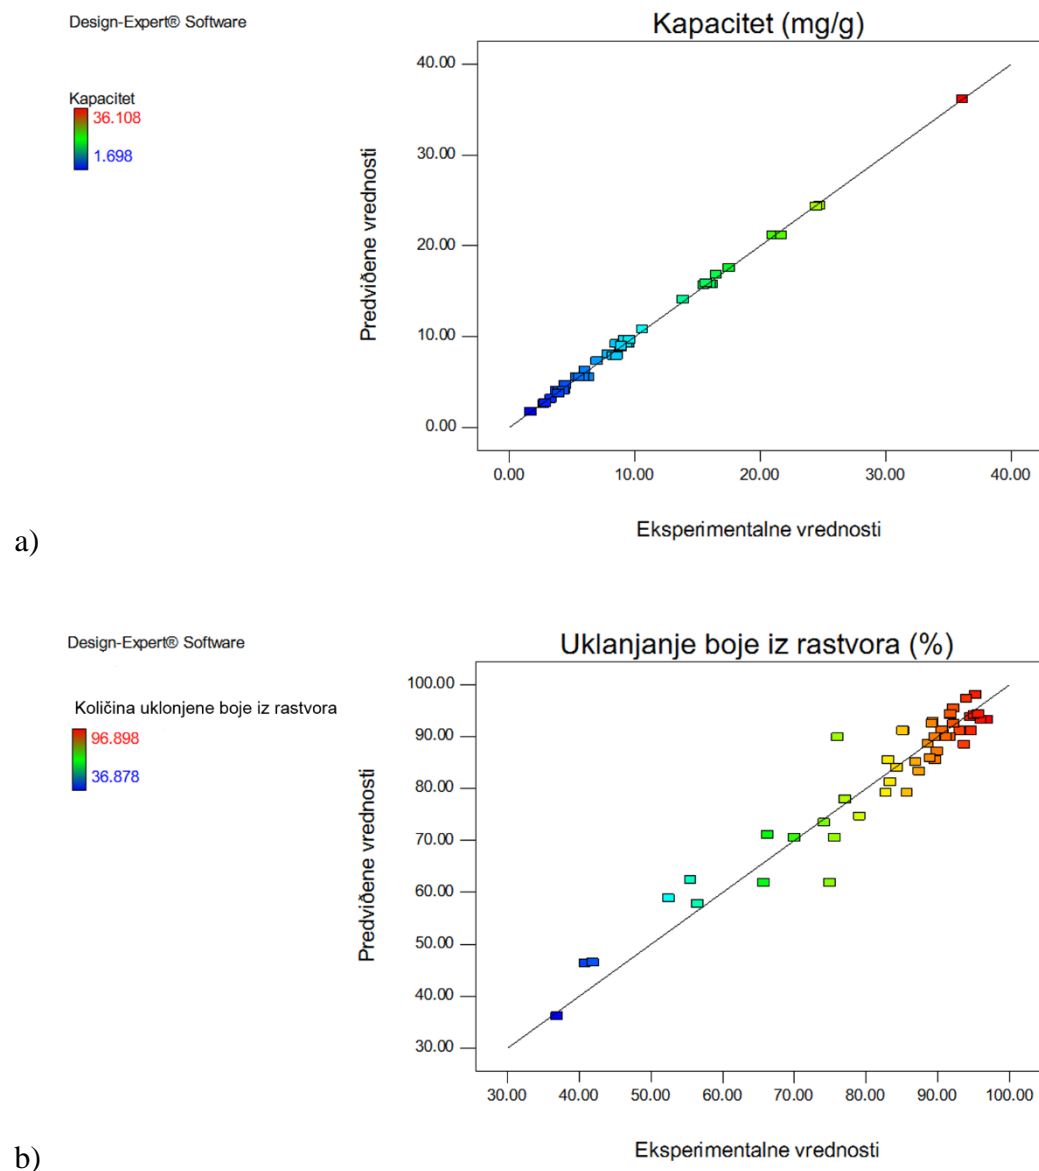 Design-Expert® Software
Kapacitet (mg/g)
Kapacitet
36.108
1.698
Predviđene vrednosti
40.00
30.00
20.00
10.00
0.00
0.00 10.00 20.00 30.00 40.00
Eksperimentalne vrednosti
a)
Design-Expert® Software
Uklanjanje boje iz rastvora (%)
Količina uklonjene boje iz rastvora
96.898
36.878
Predviđene vrednosti
100.00
90.00
80.00
70.00
60.00
50.00
40.00
30.00
30.00 40.00 50.00 60.00 70.00 80.00 90.00 100.00
Eksperimentalne vrednosti
b)